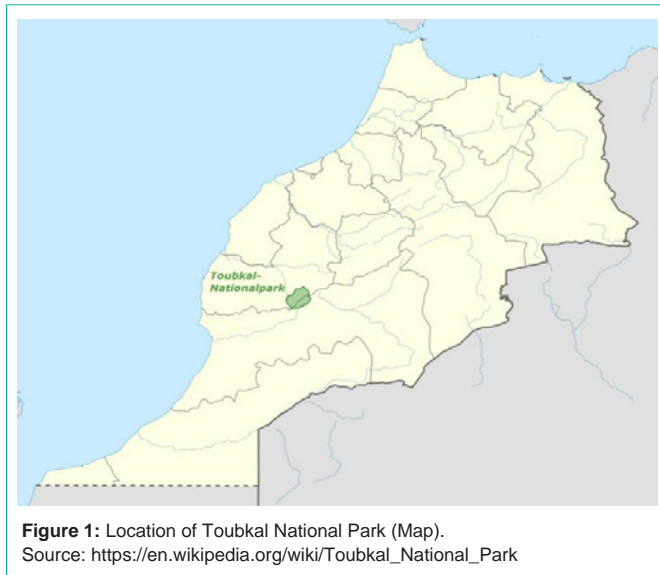 Toubkal-
Nationalpark
Figure 1: Location of Toubkal National Park (Map).
Source: https://en.wikipedia.org/wiki/Toubkal_National_Park